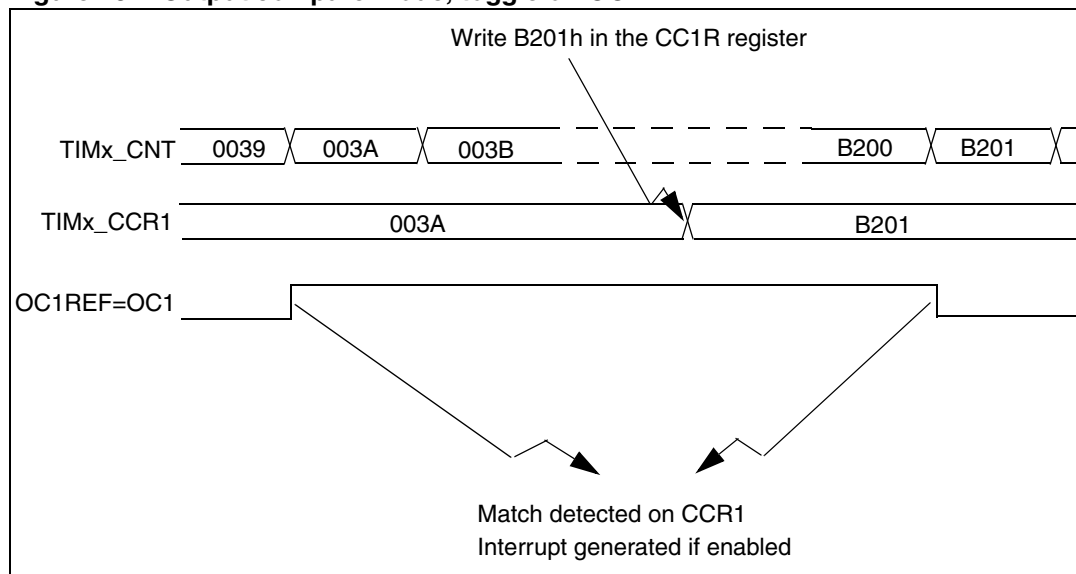 Write B201h in the CC1R register
TIMx_CNT 0039 003A 003B B200 B201
TIMx_CCR1 003A B201
OC1REF=OC1
Match detected on CCR1
Interrupt generated if enabled